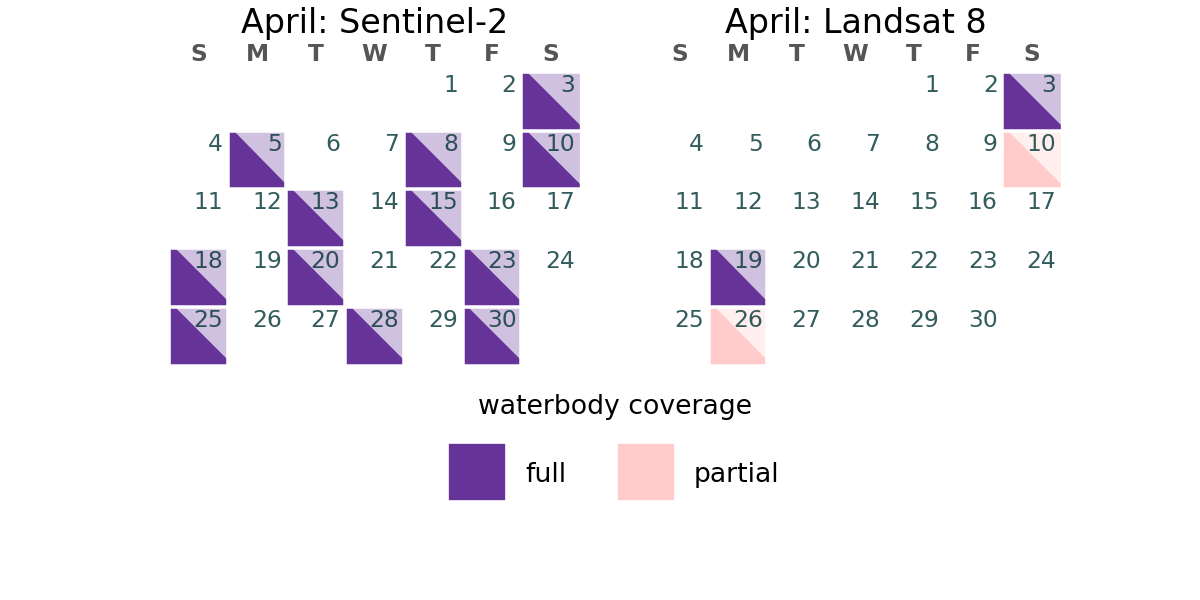 April: Sentinel-2
S M T W T F S
1 2 3
4 5 6 7 8 9 10
11 12 13 14 15 16 17
18 19 20 21 22 23 24
25 26 27 28 29 30
April: Landsat 8
S M T W T F S
1 2 3
4 5 6 7 8 9 10
11 12 13 14 15 16 17
18 19 20 21 22 23 24
25 26 27 28 29 30
waterbody coverage
full partial